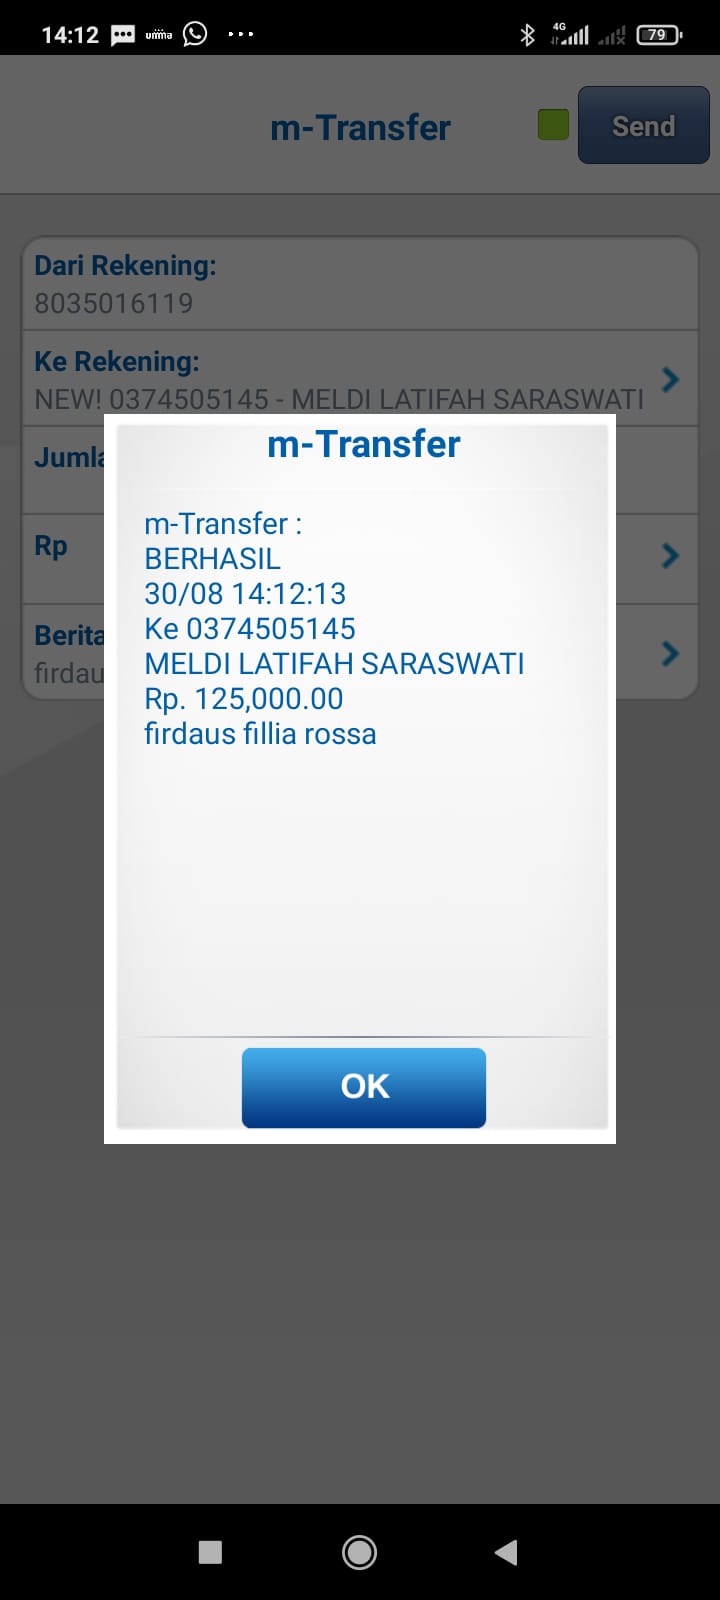 14:12 umma 4G 79
m-Transfer
Send
Dari Rekening:
8035016119
Ke Rekening:
NEW! 0374505145 - MELDI LATIFAH SARASWATI
Jumla
Rp
Berita
firdau
m-Transfer
m-Transfer :
BERHASIL
30/08 14:12:13
Ke 0374505145
MELDI LATIFAH SARASWATI
Rp. 125,000.00
firdaus fillia rossa
OK